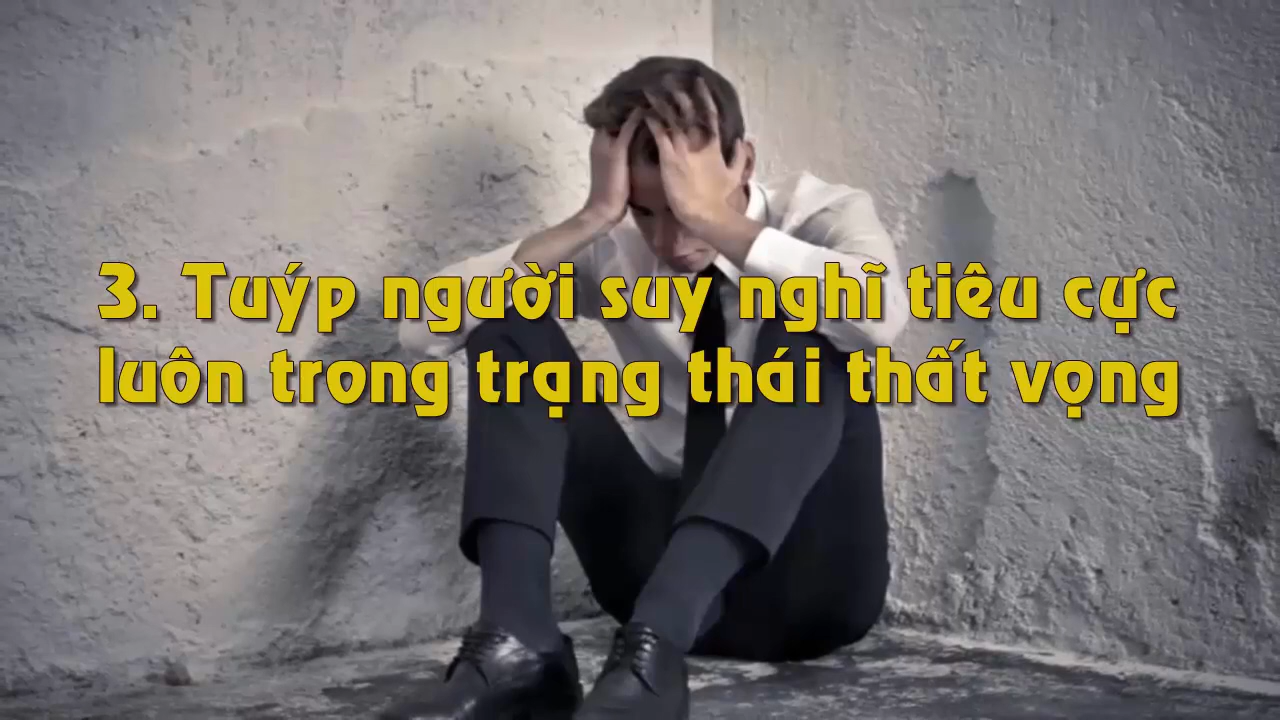 3. Tuýp người suy nghĩ tiêu cực
luôn trong trạng thái thất vọng